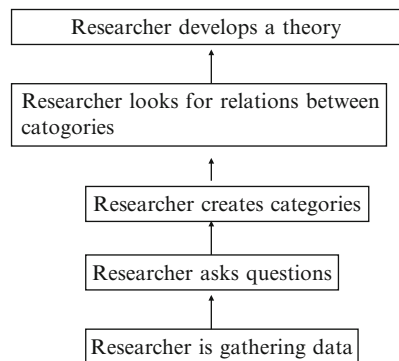 Researcher develops a theory
Researcher looks for relations between
catogories
Researcher creates categories
Researcher asks questions
Researcher is gathering data